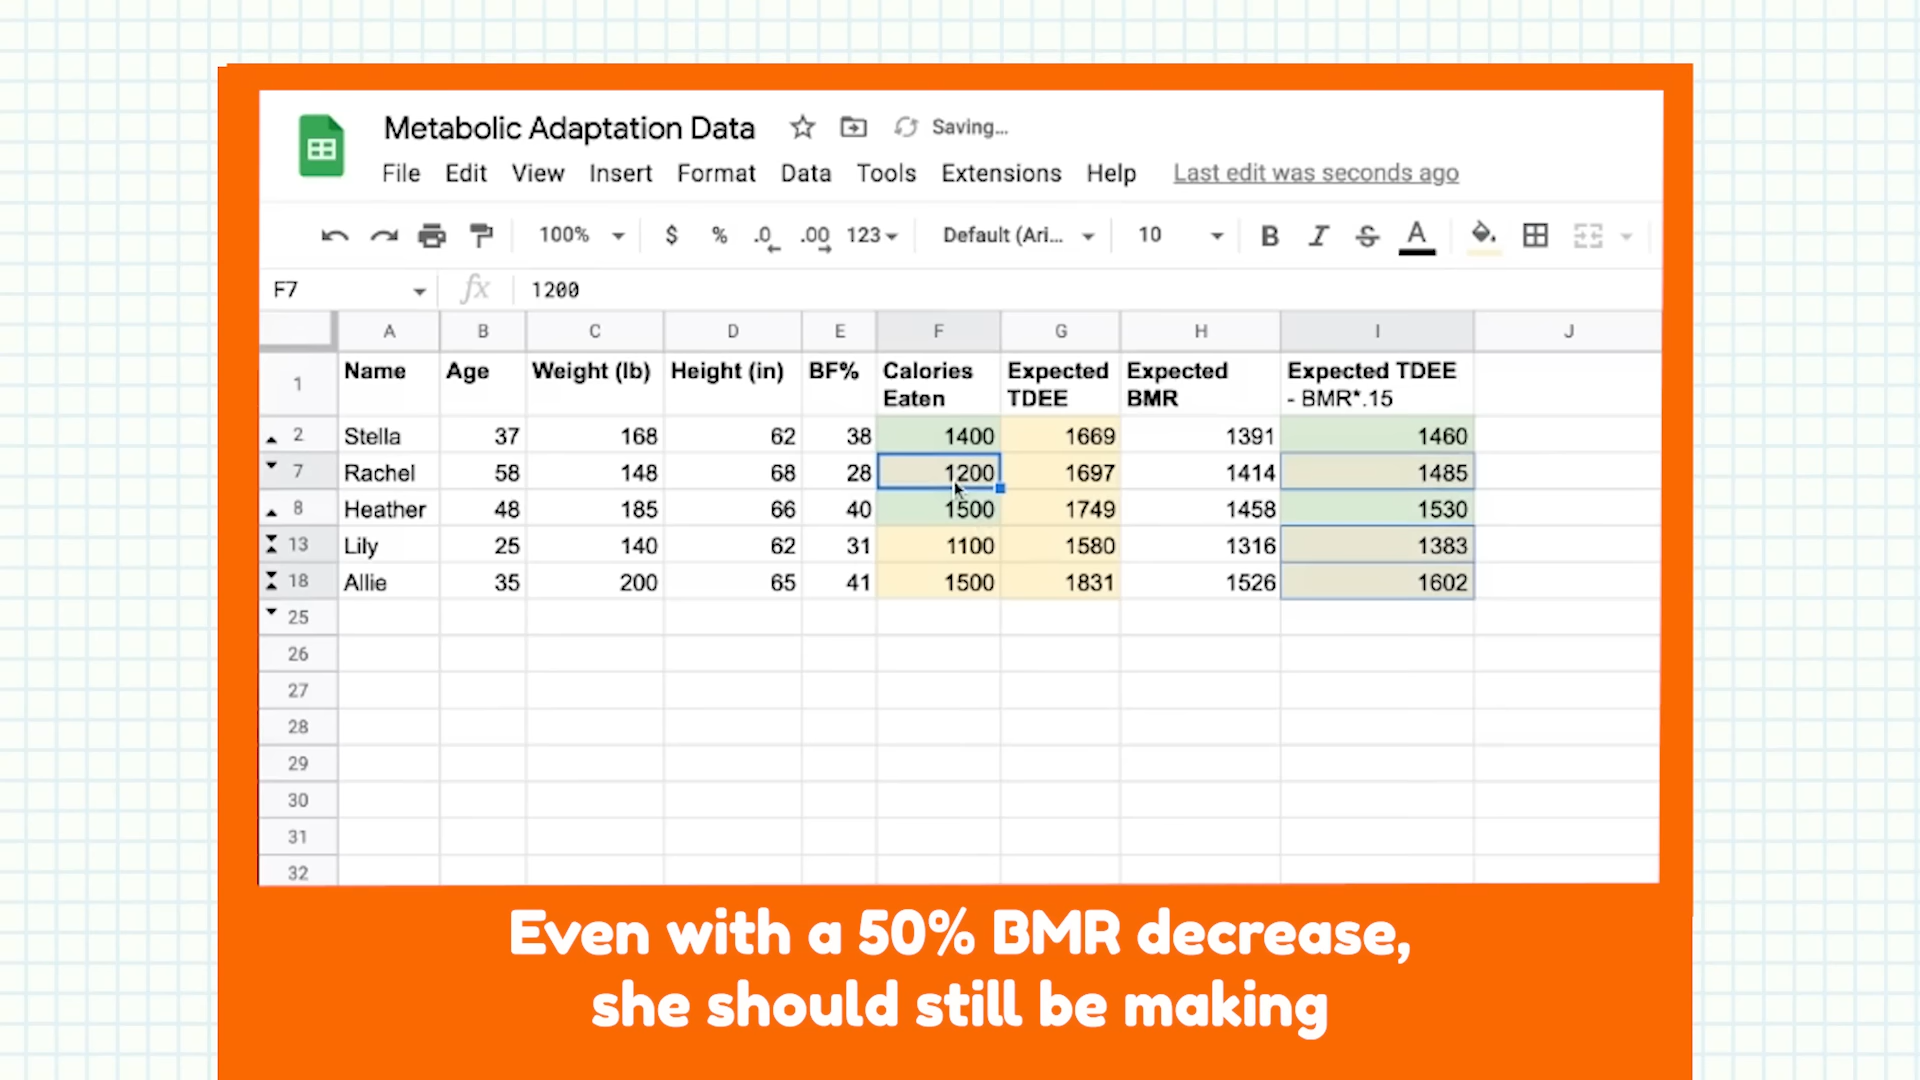 Metabolic Adaptation Data Saving...
File Edit View Insert Format Data Tools Extensions Help Last edit was seconds ago
100% $ % .0 .00 123 Default (Ari... 10 B I S A
F7 fx 1200
A B C D E F G H I J
1 Name Age Weight (lb) Height (in) BF% Calories Expected Expected Expected TDEE
Eaten TDEE BMR - BMR*.15
2 Stella 37 168 62 38 1400 1669 1391 1460
7 Rachel 58 148 68 28 1200 1697 1414 1485
8 Heather 48 185 66 40 1500 1749 1458 1530
13 Lily 25 140 62 31 1100 1580 1316 1383
18 Allie 35 200 65 41 1500 1831 1526 1602
25
26
27
28
29
30
31
32
Even with a 50% BMR decrease,
she should still be making